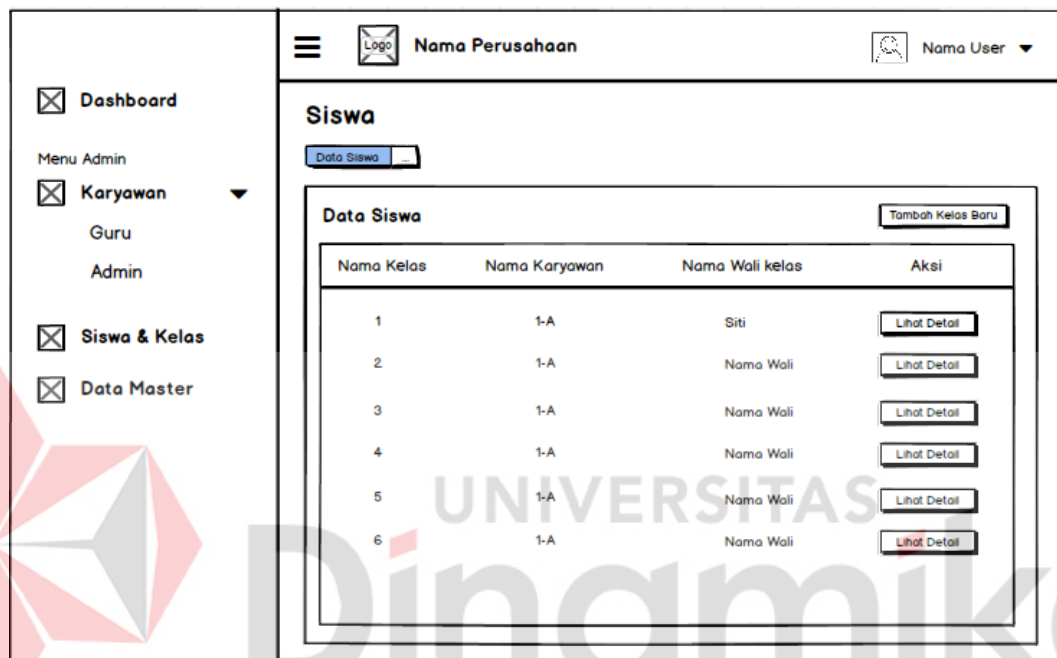 Logo Nama Perusahaan Nama User
Dashboard
Menu Admin
Karyawan
Guru
Admin
Siswa & Kelas
Data Master
Siswa
Data Siswa ...
Data Siswa Tambah Kelas Baru
Nama Kelas Nama Karyawan Nama Wali kelas Aksi
1 1-A Siti Lihat Detail
2 1-A Nama Wali Lihat Detail
3 1-A Nama Wali Lihat Detail
4 1-A Nama Wali Lihat Detail
5 1-A Nama Wali Lihat Detail
6 1-A Nama Wali Lihat Detail
UNIVERSITAS
Dinamika